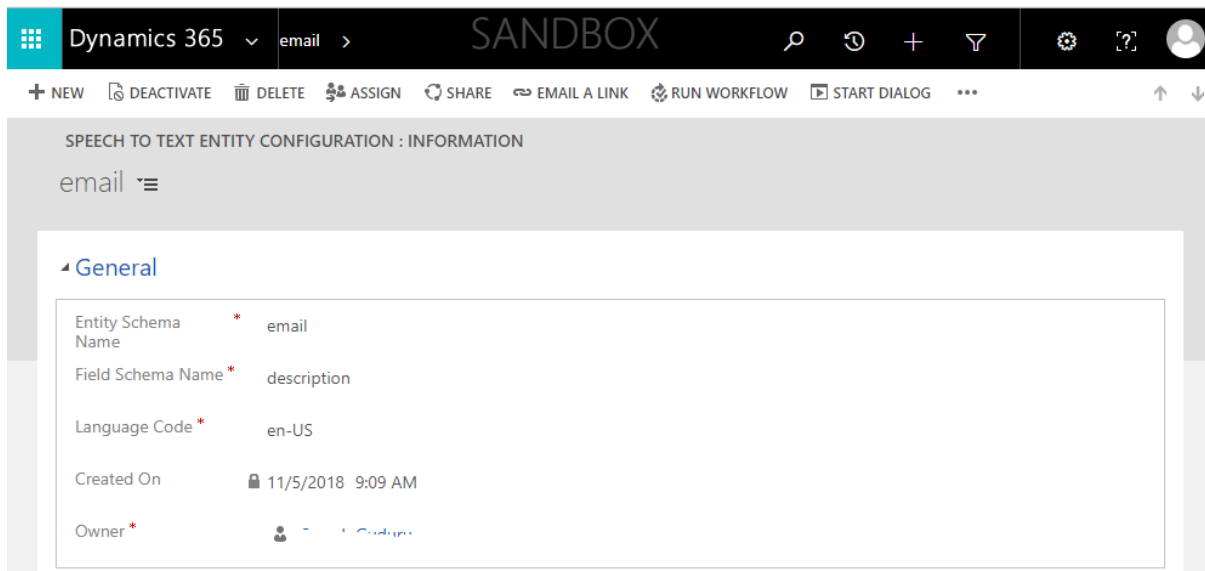 Dynamics 365 email SANDBOX [?]
NEW DEACTIVATE DELETE ASSIGN SHARE EMAIL A LINK RUN WORKFLOW START DIALOG •••
SPEECH TO TEXT ENTITY CONFIGURATION : INFORMATION
email
General
Entity Schema Name * email
Field Schema Name * description
Language Code * en-US
Created On 11/5/2018 9:09 AM
Owner *